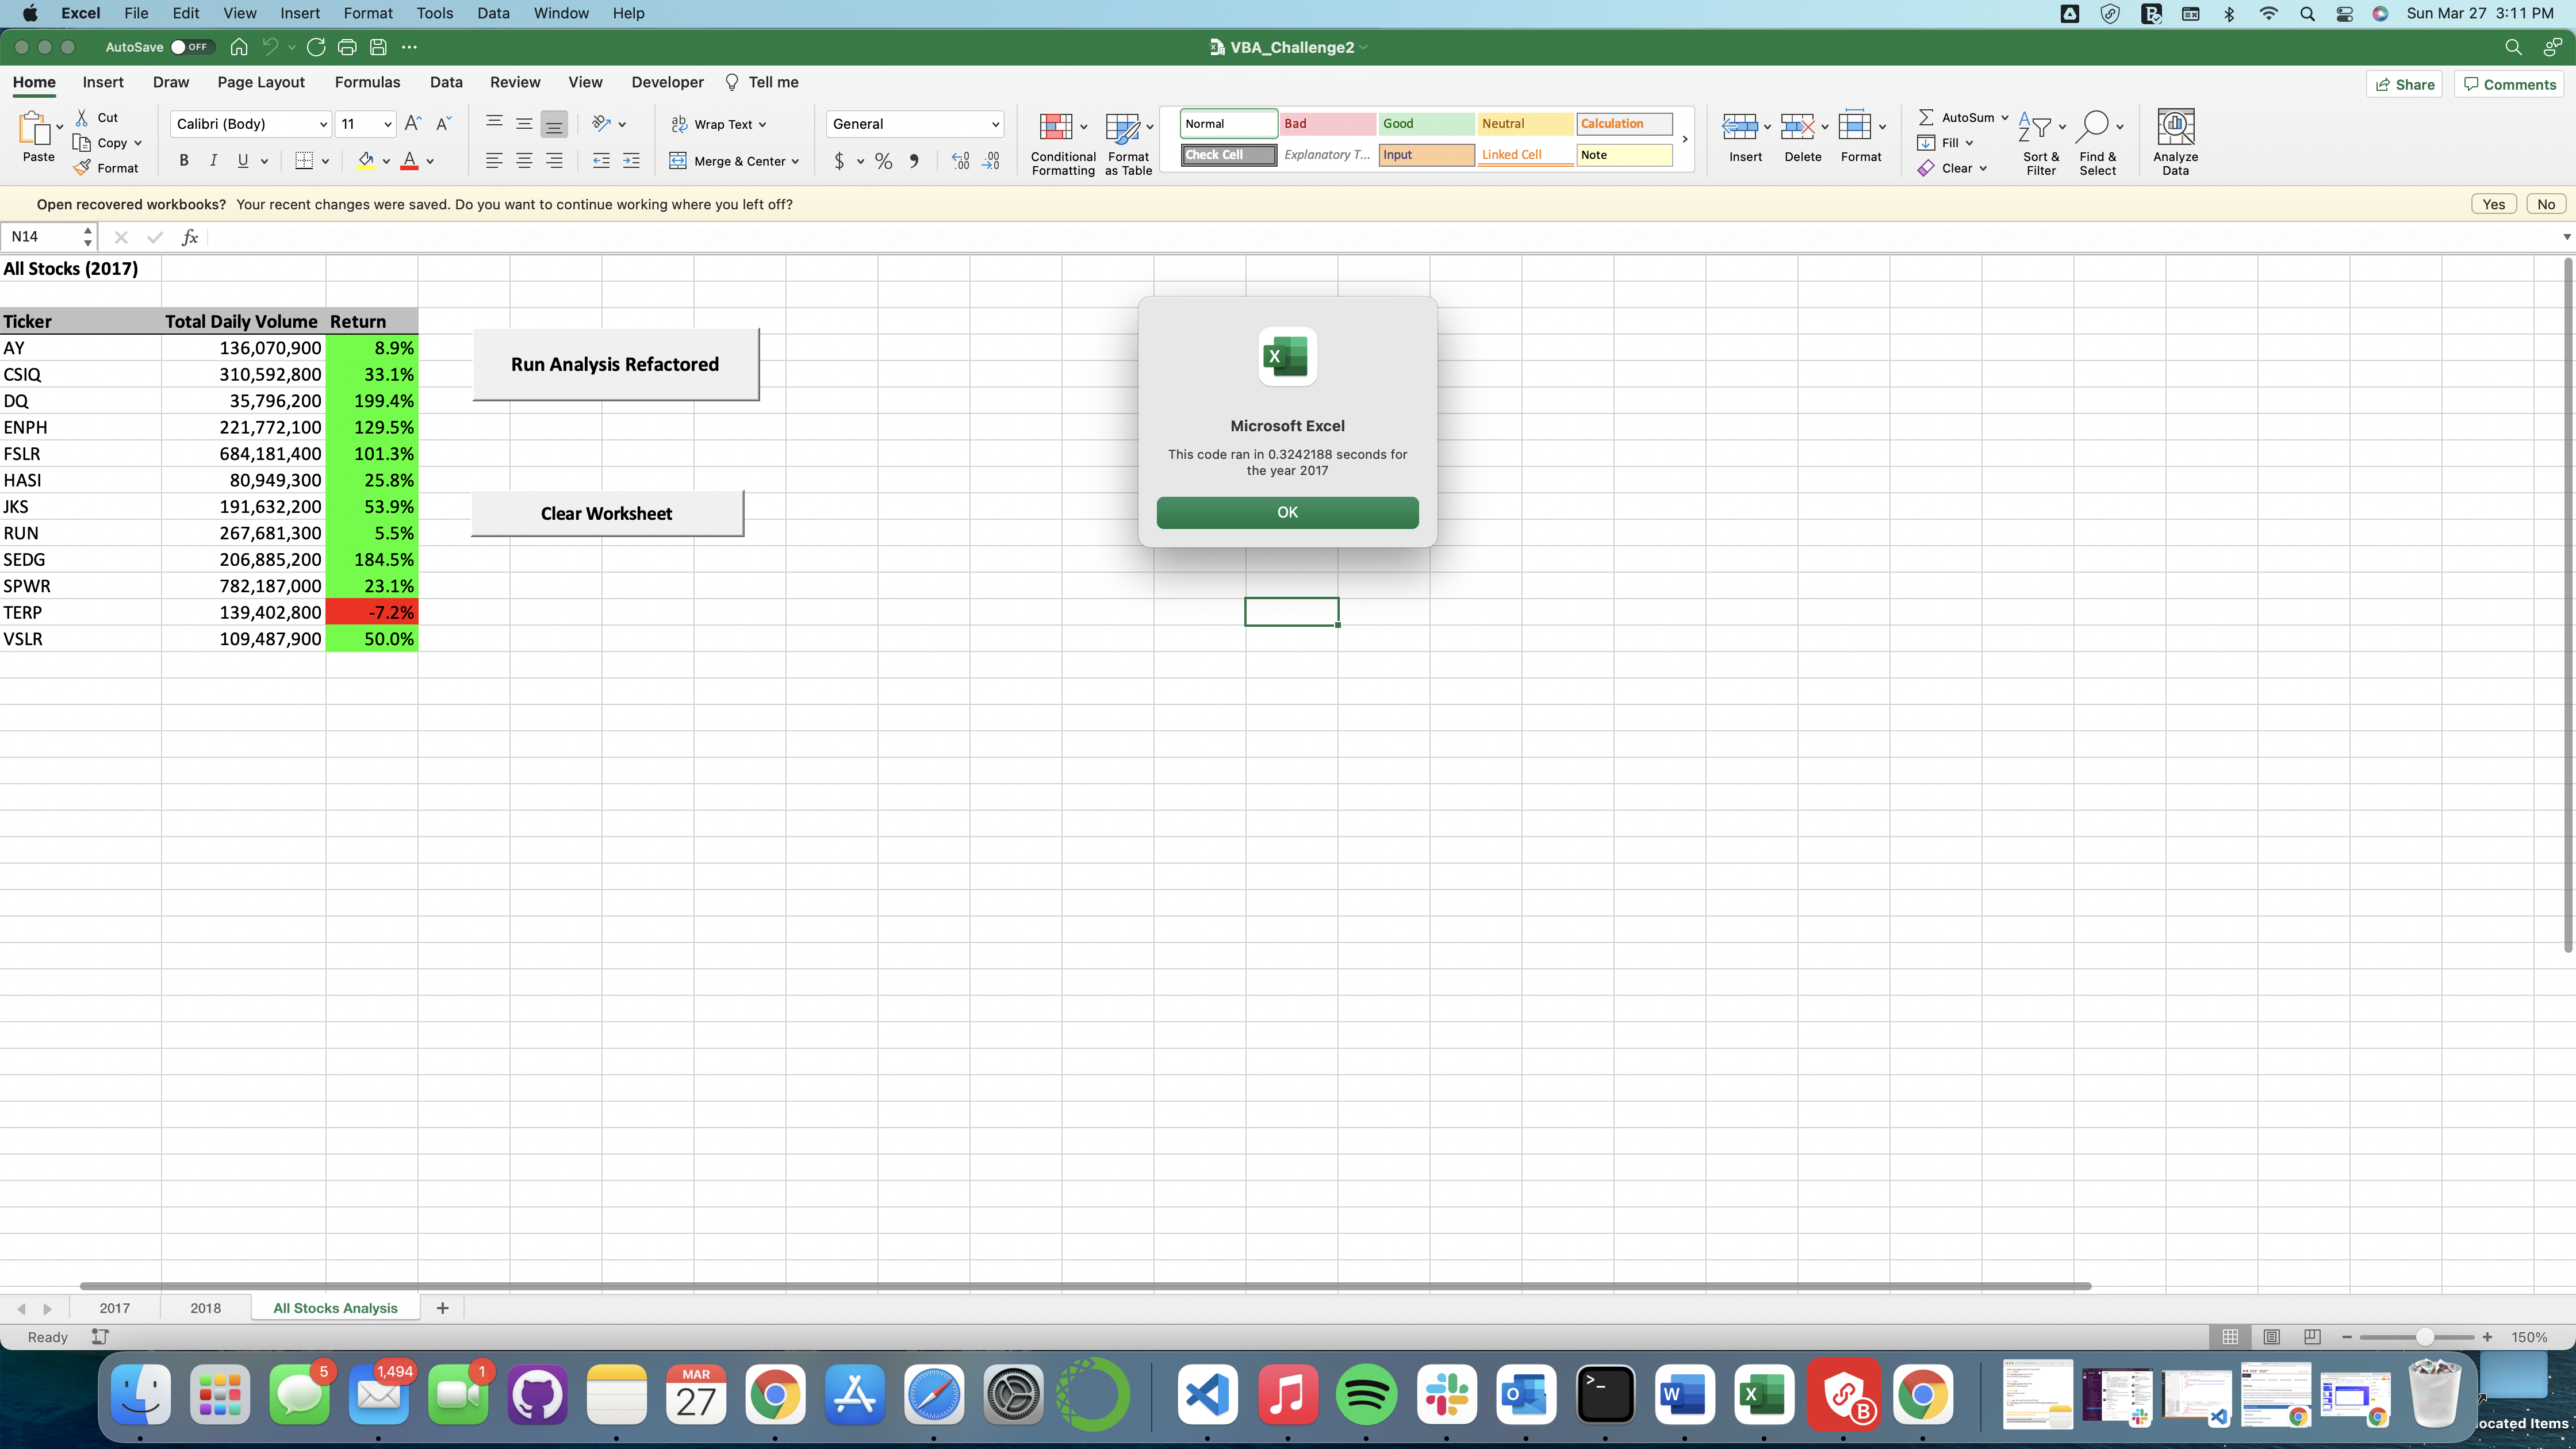 Excel File Edit View Insert Format Tools Data Window Help Sun Mar 27 3:11 PM
AutoSave OFF VBA_Challenge2
Home Insert Draw Page Layout Formulas Data Review View Developer Tell me Share Comments
Cut Calibri (Body) 11 Wrap Text General Normal Bad Good Neutral Calculation AutoSum
Copy Fill
Paste Format B I U Merge & Center $ % Conditional Formatting Format as Table Check Cell Explanatory T... Input Linked Cell Note Insert Delete Format Clear Sort & Filter Find & Select Analyze Data
Open recovered workbooks? Your recent changes were saved. Do you want to continue working where you left off? Yes No
N14 fx
All Stocks (2017)
Ticker Total Daily Volume Return
AY 136,070,900 8.9%
CSIQ 310,592,800 33.1%
DQ 35,796,200 199.4%
ENPH 221,772,100 129.5%
FSLR 684,181,400 101.3%
HASI 80,949,300 25.8%
JKS 191,632,200 53.9%
RUN 267,681,300 5.5%
SEDG 206,885,200 184.5%
SPWR 782,187,000 23.1%
TERP 139,402,800 -7.2%
VSLR 109,487,900 50.0%
Run Analysis Refactored
Clear Worksheet
Microsoft Excel
This code ran in 0.3242188 seconds for
the year 2017
OK
2017 2018 All Stocks Analysis +
Ready 150%
5 1,494 1 MAR
27
ocated Items